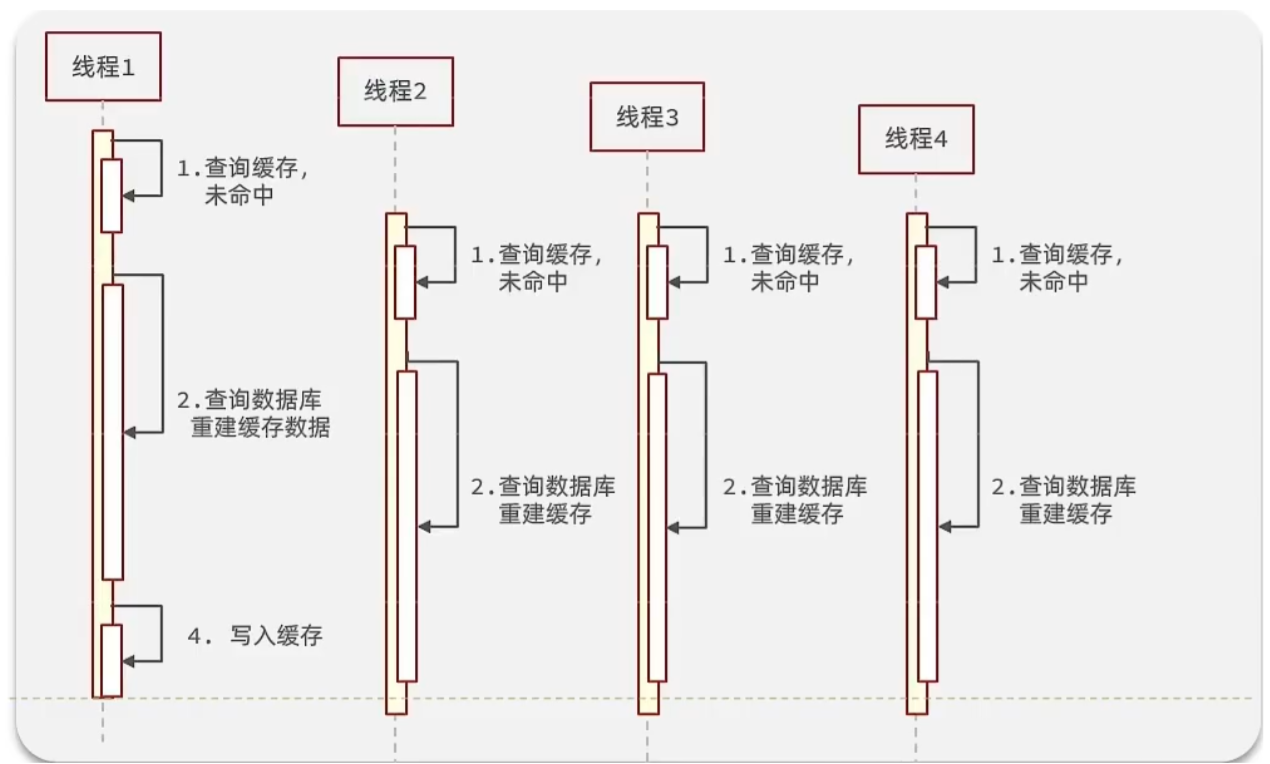 线程1
1.查询缓存,
未命中
2.查询数据库
重建缓存数据
4. 写入缓存
线程2
1.查询缓存,
未命中
2.查询数据库
重建缓存
线程3
1.查询缓存,
未命中
2.查询数据库
重建缓存
线程4
1.查询缓存,
未命中
2.查询数据库
重建缓存